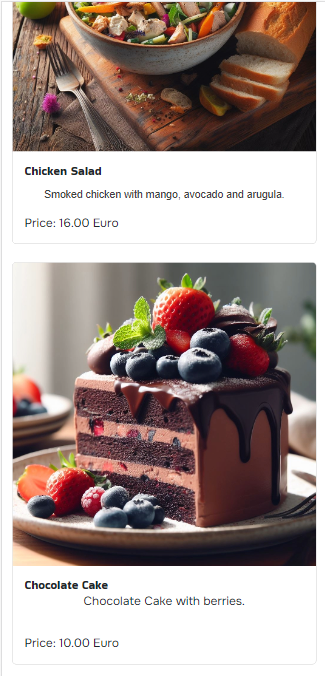 Chicken Salad
Smoked chicken with mango, avocado and arugula.
Price: 16.00 Euro
Chocolate Cake
Chocolate Cake with berries.
Price: 10.00 Euro